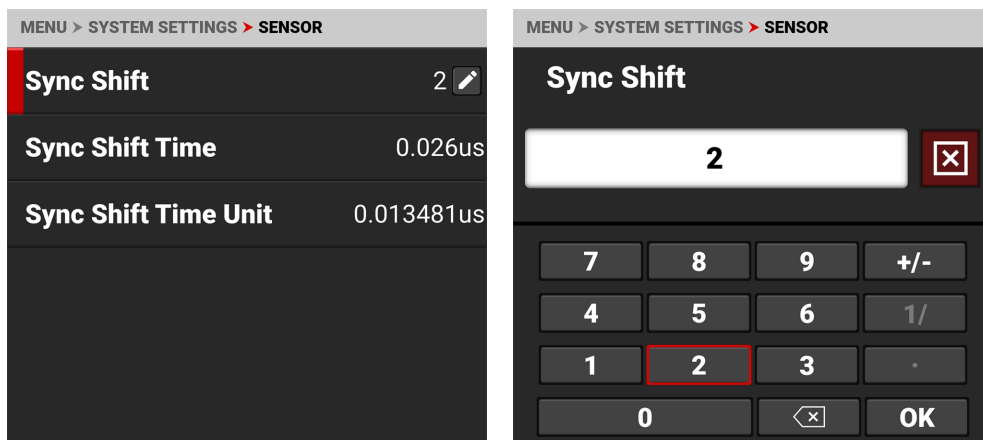 MENU > SYSTEM SETTINGS > SENSOR
Sync Shift 2
Sync Shift Time 0.026us
Sync Shift Time Unit 0.013481us
MENU > SYSTEM SETTINGS > SENSOR
Sync Shift
2
7 8 9 +/-
4 5 6 1/
1 2 3 .
0 OK